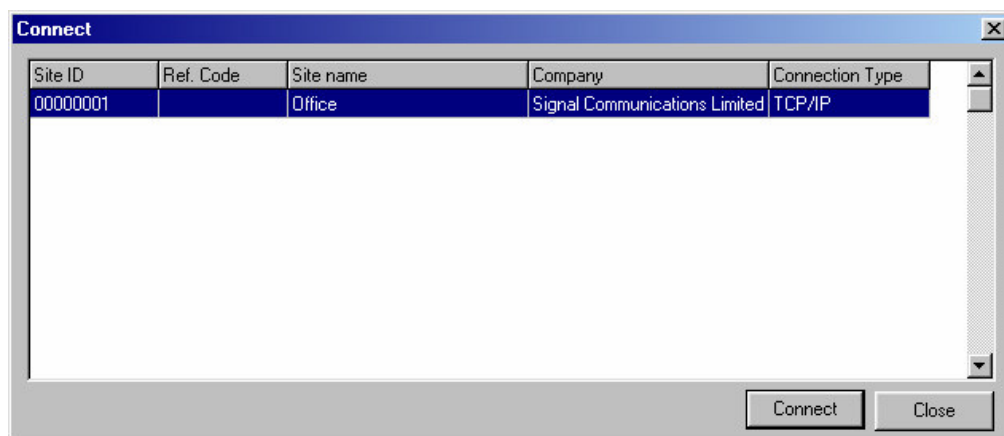 Connect
Site ID Ref. Code Site name Company Connection Type
00000001 Office Signal Communications Limited TCP/IP
Connect Close